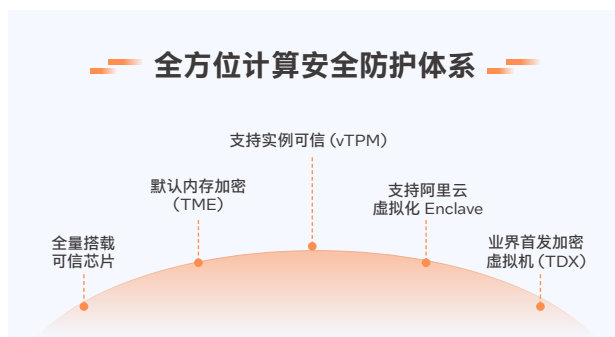 全方位计算安全防护体系
支持实例可信 (vTPM)
默认内存加密
（TME）
支持阿里云
虚拟化 Enclave
全量搭载
可信芯片
业界首发加密
虚拟机 (TDX)